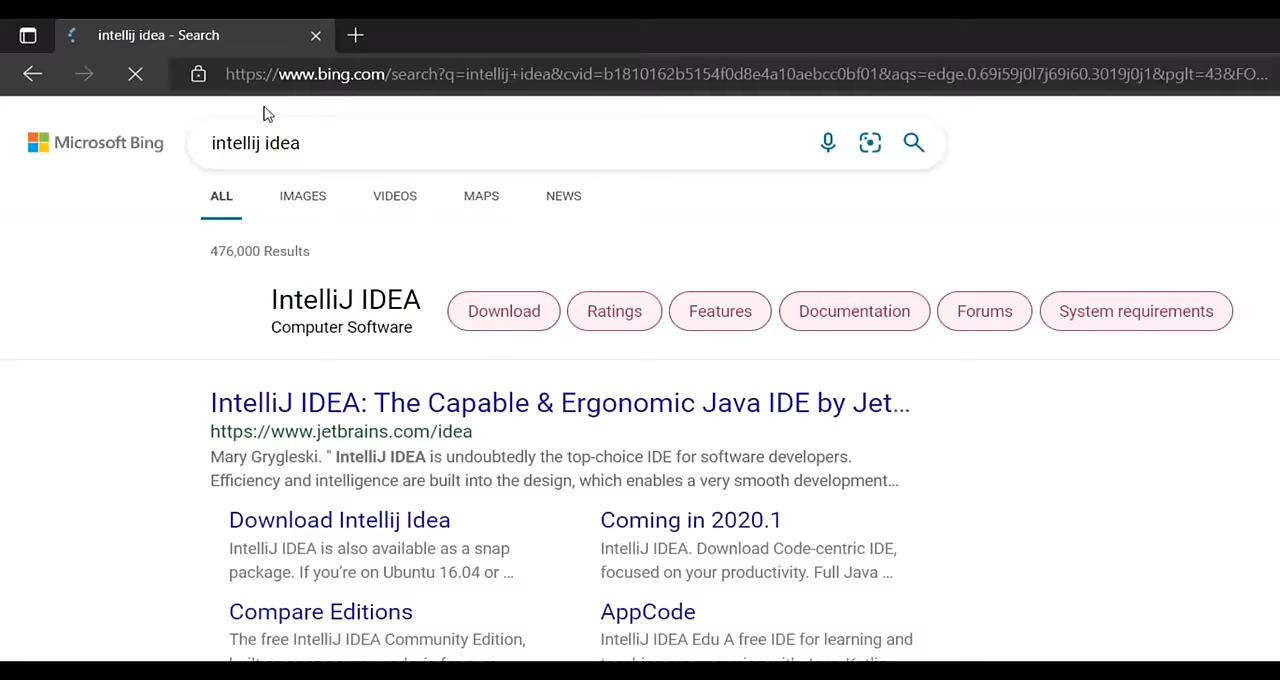 intellij idea - Search
https://www.bing.com/search?q=intellij+idea&cvid=b1810162b5154f0d8e4a10aebcc0bf01&aqs=edge.0.69i59j0l7j69i60.3019j0j1&pglt=43&FO...
Microsoft Bing
intellij idea
ALL IMAGES VIDEOS MAPS NEWS
476,000 Results
IntelliJ IDEA
Computer Software
Download Ratings Features Documentation Forums System requirements
IntelliJ IDEA: The Capable & Ergonomic Java IDE by Jet...
https://www.jetbrains.com/idea
Mary Grygleski. " IntelliJ IDEA is undoubtedly the top-choice IDE for software developers.
Efficiency and intelligence are built into the design, which enables a very smooth development...
Download Intellij Idea
IntelliJ IDEA is also available as a snap
package. If you’re on Ubuntu 16.04 or ...
Coming in 2020.1
IntelliJ IDEA. Download Code-centric IDE,
focused on your productivity. Full Java ...
Compare Editions
The free IntelliJ IDEA Community Edition,
AppCode
IntelliJ IDEA Edu A free IDE for learning and